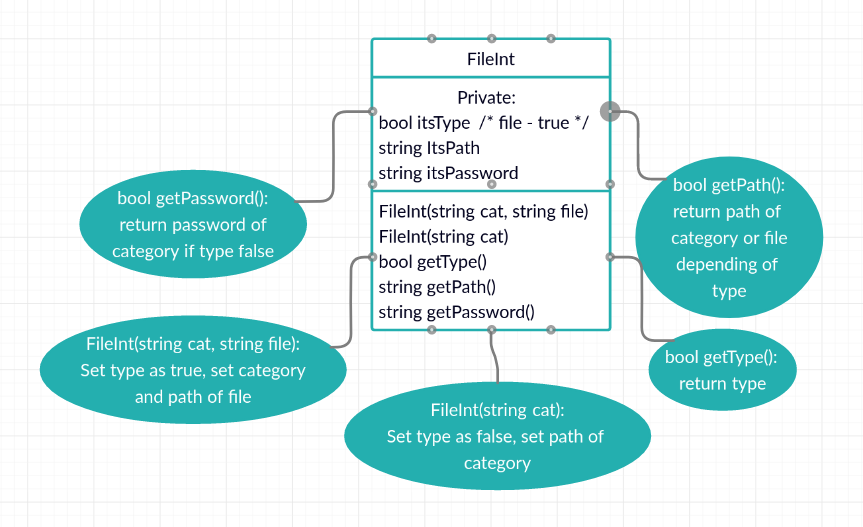 FileInt
Private:
bool itsType /* file - true */
string ItsPath
string itsPassword
FileInt(string cat, string file)
FileInt(string cat)
bool getType()
string getPath()
string getPassword()
bool getPassword():
return password of
category if type false
bool getPath():
return path of
category or file
depending of
type
FileInt(string cat, string file):
Set type as true, set category
and path of file
bool getType():
return type
FileInt(string cat):
Set type as false, set path of
category